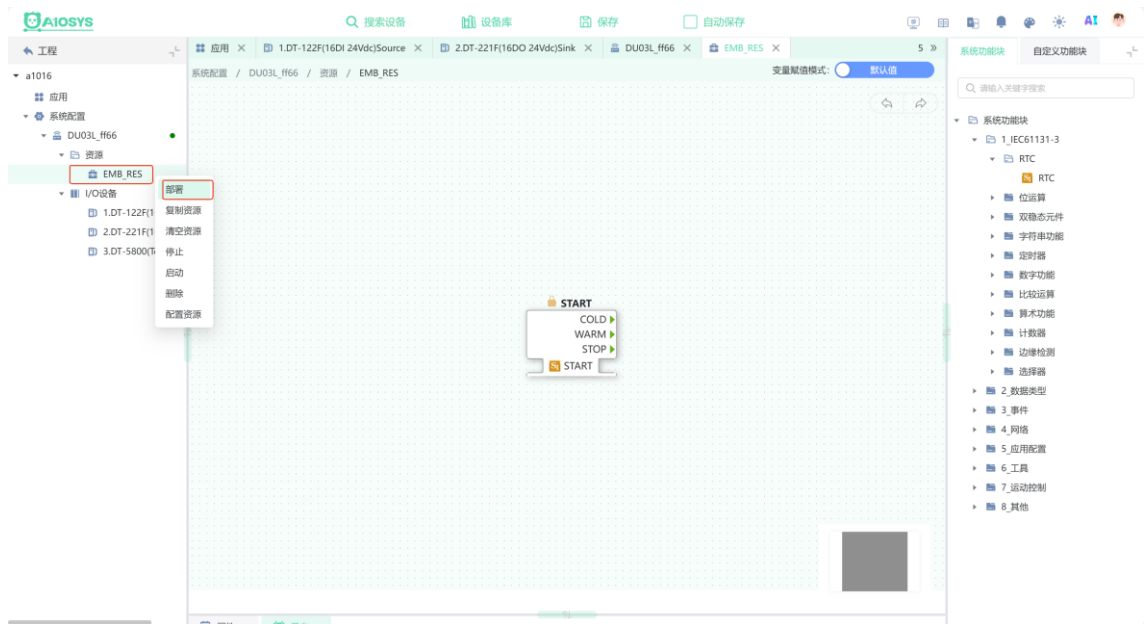 AIOSYS
搜索设备
设备库
保存
自动保存
AI
工程
应用
1.DT-122F(16DI 24Vdc)Source
2.DT-221F(16DO 24Vdc)Sink
DU03L_ff66
EMB_RES
5 »
系统功能块
自定义功能块
系统配置 / DU03L_ff66 / 资源 / EMB_RES
变量赋值模式:
默认值
请输入关键字搜索
a1016
应用
系统配置
DU03L_ff66
资源
EMB_RES
I/O设备
1.DT-122F(1
2.DT-221F(1
3.DT-5800(Te
部署
复制资源
清空资源
停止
启动
删除
配置资源
START
COLD
WARM
STOP
START
系统功能块
1_IEC61131-3
RTC
RTC
位运算
双稳态元件
字符串功能
定时器
数字功能
比较运算
算术功能
计数器
边缘检测
选择器
2_数据类型
3_事件
4_网络
5_应用配置
6_工具
7_运动控制
8_其他